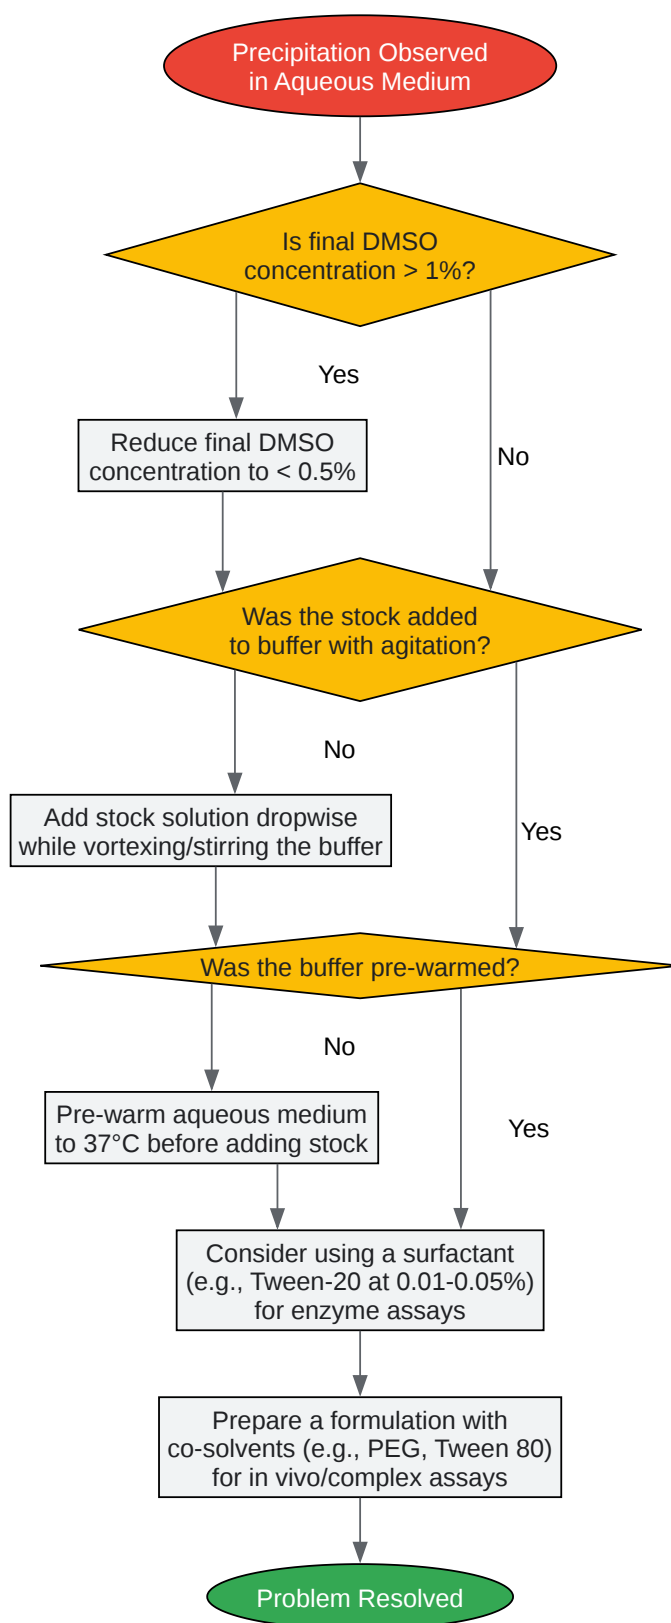 Precipitation Observed
in Aqueous Medium
Is final DMSO
concentration > 1%?
Yes
Reduce final DMSO
concentration to < 0.5%
No
Was the stock added
to buffer with agitation?
No
Add stock solution dropwise
while vortexing/stirring the buffer
Yes
Was the buffer pre-warmed?
No
Pre-warm aqueous medium
to 37°C before adding stock
Yes
Consider using a surfactant
(e.g., Tween-20 at 0.01-0.05%)
for enzyme assays
Prepare a formulation with
co-solvents (e.g., PEG, Tween 80)
for in vivo/complex assays
Problem Resolved